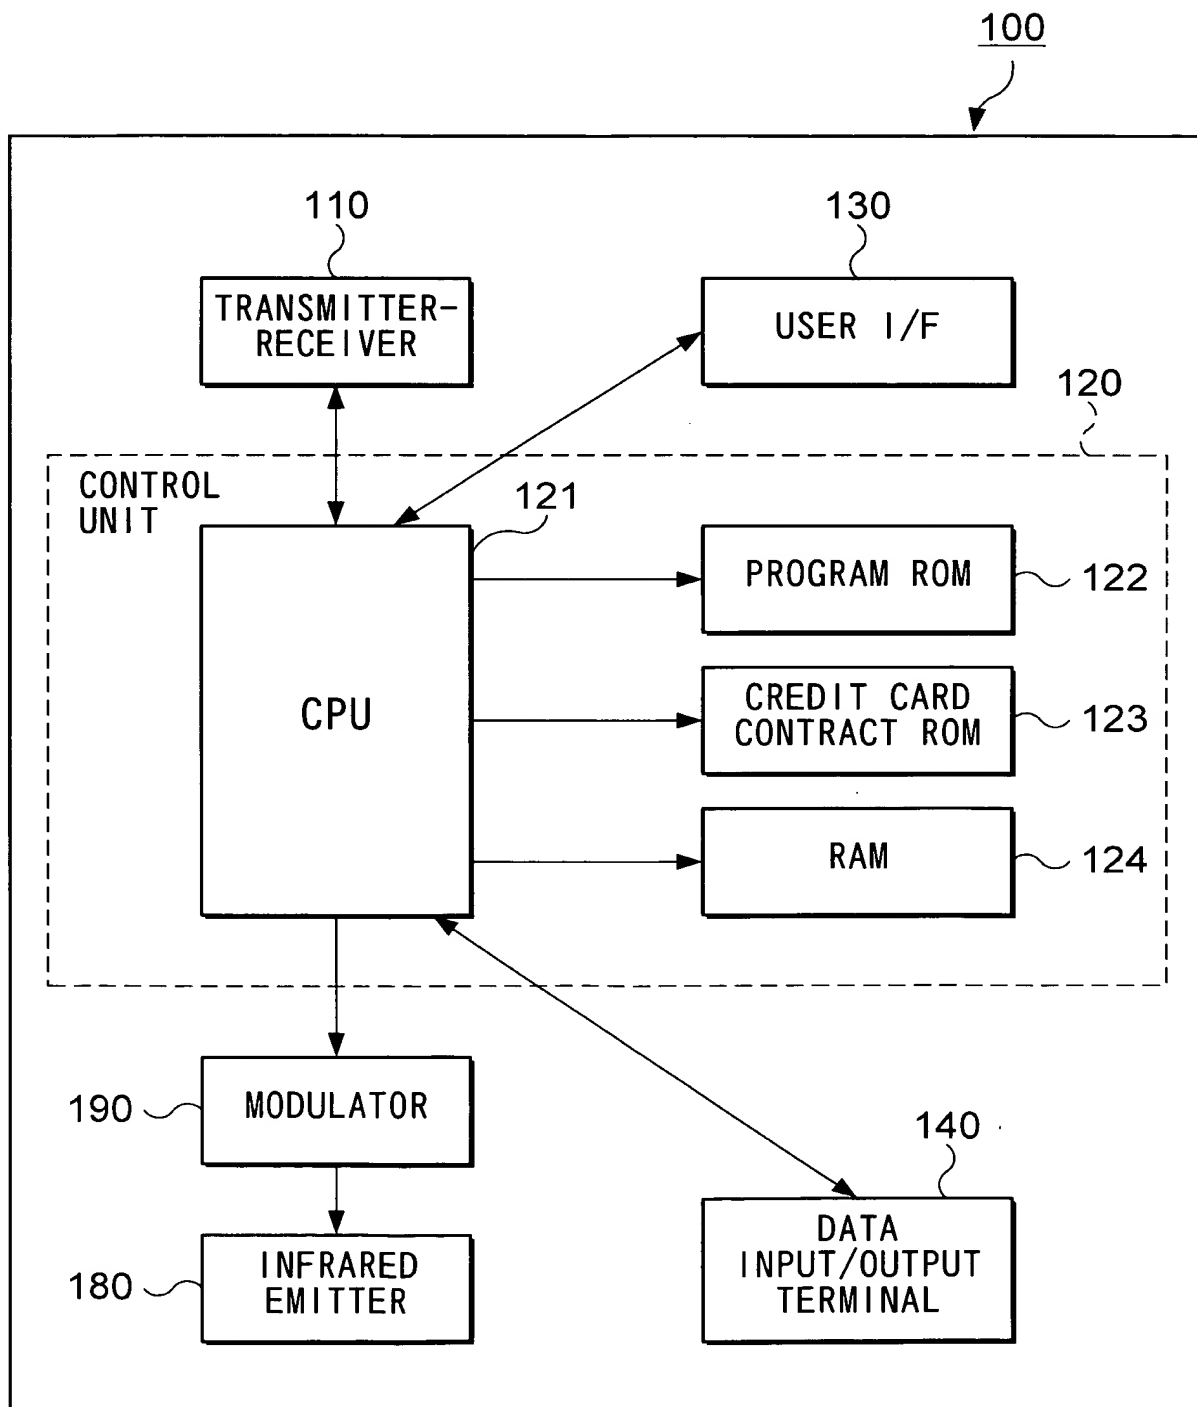 100
110
130
TRANSMITTER-
RECEIVER
USER I/F
120
CONTROL
UNIT
121
CPU
PROGRAM ROM
122
CREDIT CARD
CONTRACT ROM
123
RAM
124
190
MODULATOR
140
180
INFRARED
EMITTER
DATA
INPUT/OUTPUT
TERMINAL